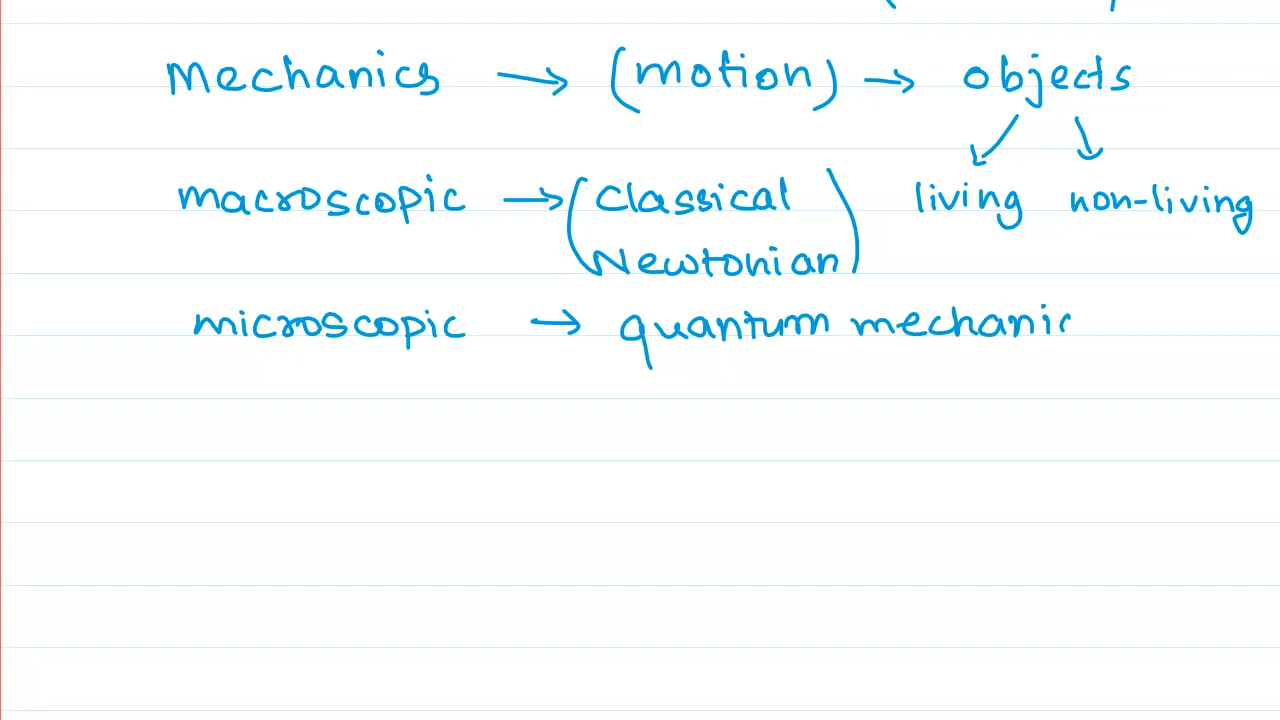 Mechanics → (motion) → objects
macroscopic → (Classical living non-living
Newtonian)
microscopic → quantum mechanic